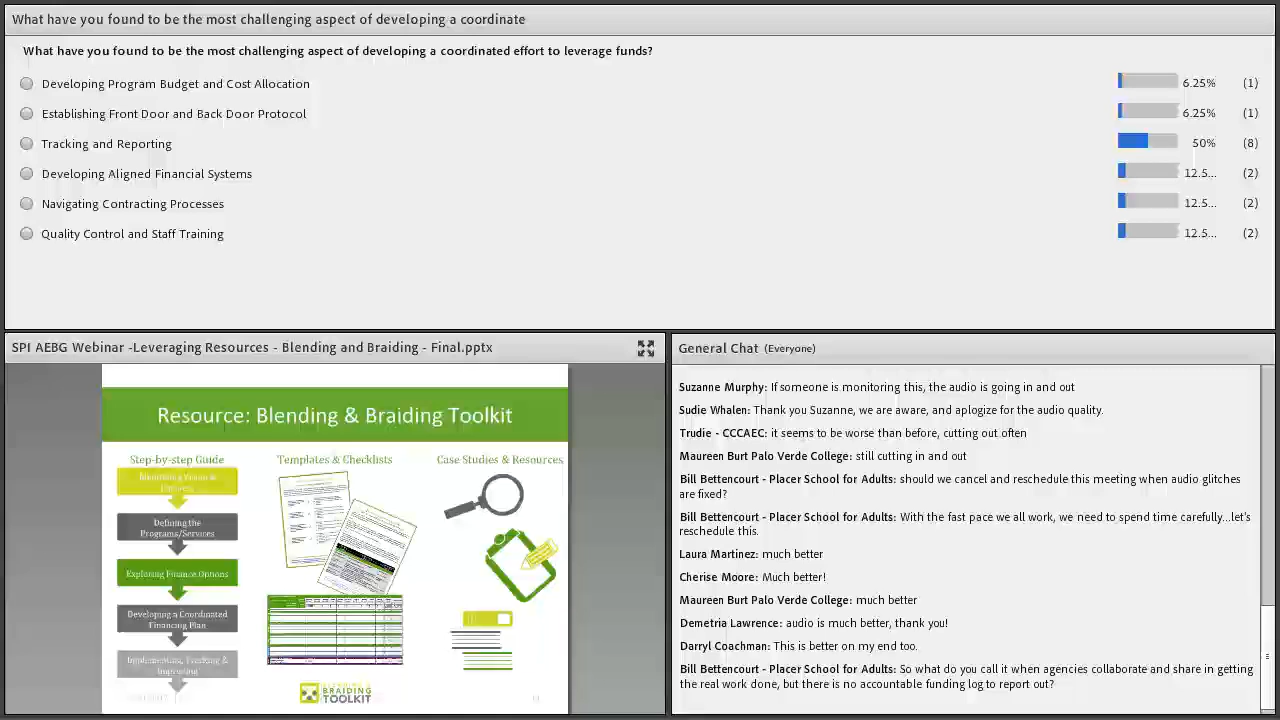 What have you found to be the most challenging aspect of developing a coordinate
What have you found to be the most challenging aspect of developing a coordinated effort to leverage funds?
Developing Program Budget and Cost Allocation 6.25% (1)
Establishing Front Door and Back Door Protocol 6.25% (1)
Tracking and Reporting 50% (8)
Developing Aligned Financial Systems 12.5... (2)
Navigating Contracting Processes 12.5... (2)
Quality Control and Staff Training 12.5... (2)
SPI AEBG Webinar -Leveraging Resources - Blending and Braiding - Final.pptx
Resource: Blending & Braiding Toolkit
Step-by-step Guide
Defining the
Programs/Services
Exploring Finance Options
Developing a Coordinated
Financing Plan
Implementing, Tracking &
Improving
Templates & Checklists
Case Studies & Resources
BRAIDING
TOOLKIT
General Chat (Everyone)
Suzanne Murphy: If someone is monitoring this, the audio is going in and out
Sudie Whalen: Thank you Suzanne, we are aware, and aplogize for the audio quality.
Trudie - CCCAEC: it seems to be worse than before, cutting out often
Maureen Burt Palo Verde College: still cutting in and out
Bill Bettencourt - Placer School for Adults: should we cancel and reschedule this meeting when audio glitches
are fixed?
Bill Bettencourt - Placer School for Adults: With the fast pace we all work, we need to spend time carefully...let's
reschedule this.
Laura Martinez: much better
Cherise Moore: Much better!
Maureen Burt Palo Verde College: much better
Demetria Lawrence: audio is much better, thank you!
Darryl Coachman: This is better on my end too.
Bill Bettencourt - Placer School for Adults: So what do you call it when agencies collaborate and share in getting
the real work done, but there is no accountable funding log to report out?